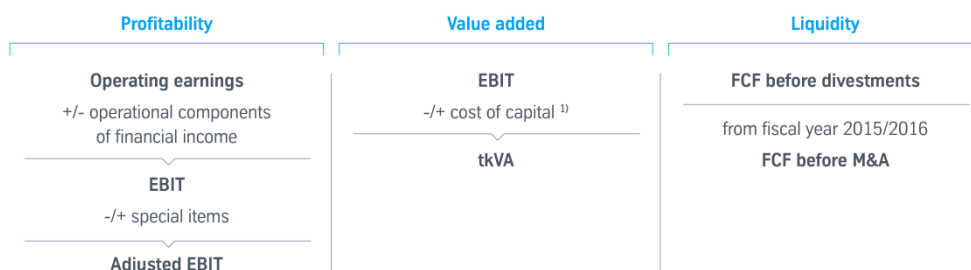 Profitability
Operating earnings
+/- operational components
of financial income
EBIT
-/+ special items
Adjusted EBIT
Value added
EBIT
-/+ cost of capital 1)
tkVA
Liquidity
FCF before divestments
from fiscal year 2015/2016
FCF before M&A